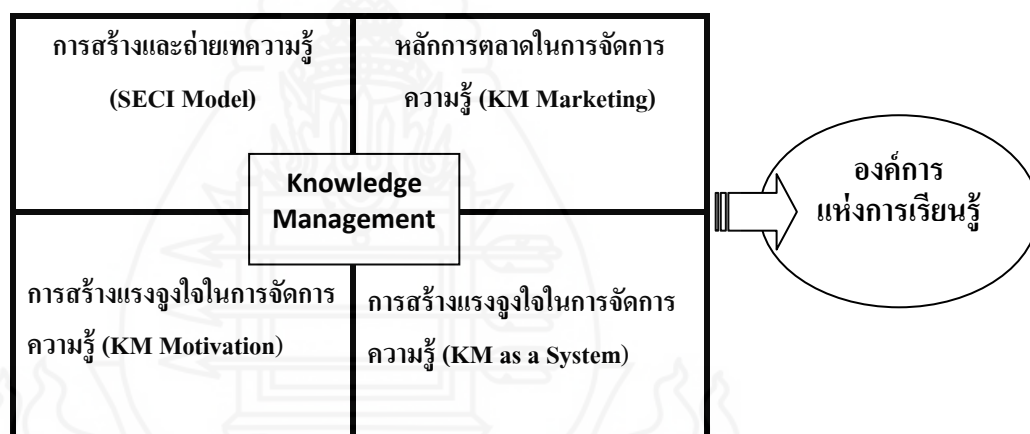 การสร้างและถ่ายเทความรู้
(SECI Model)
หลักการตลาดในการจัดการ
ความรู้ (KM Marketing)
Knowledge
Management
การสร้างแรงจูงใจในการจัดการ
ความรู้ (KM Motivation)
การสร้างแรงจูงใจในการจัดการ
ความรู้ (KM as a System)
องค์การ
แห่งการเรียนรู้